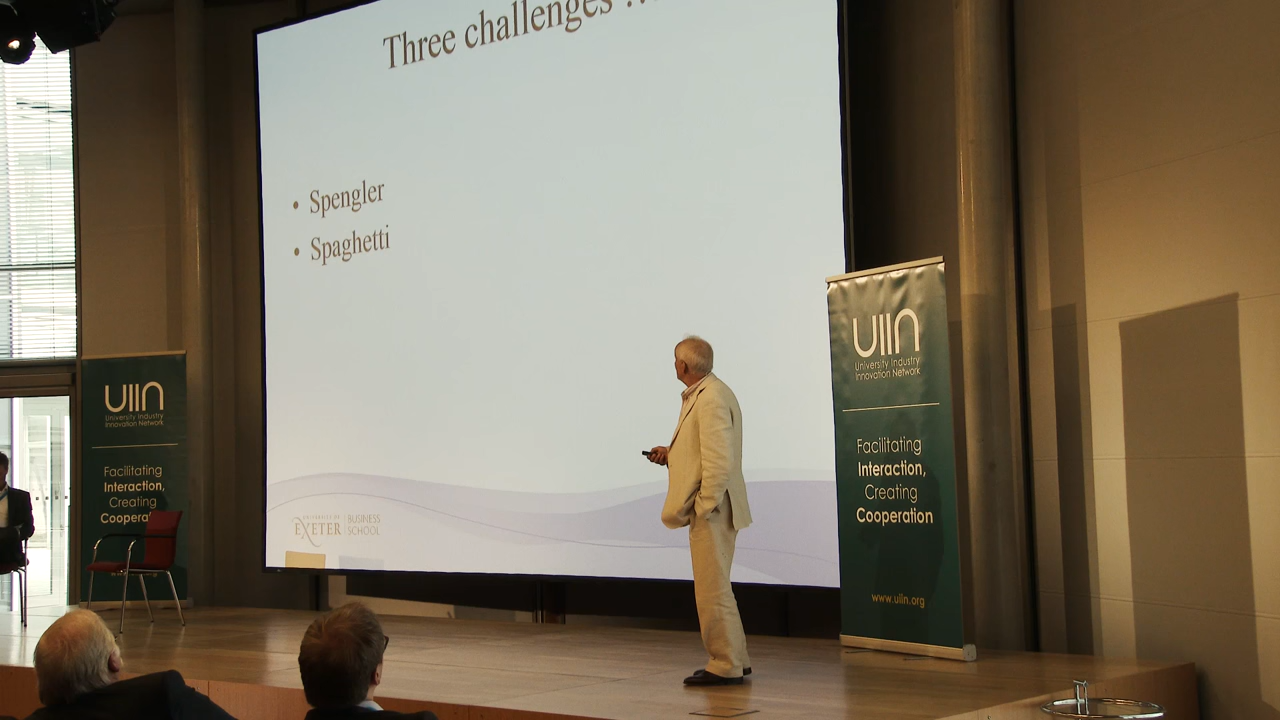 Three challenges ...
• Spengler
• Spaghetti
UNIVERSITY OF
EXETER
BUSINESS
SCHOOL
UIIN
University Industry
Innovation Network
Facilitating
Interaction,
Creating
Cooperation
www.uiin.org
UIIN
University Industry
Innovation Network
Facilitating
Interaction,
Creating